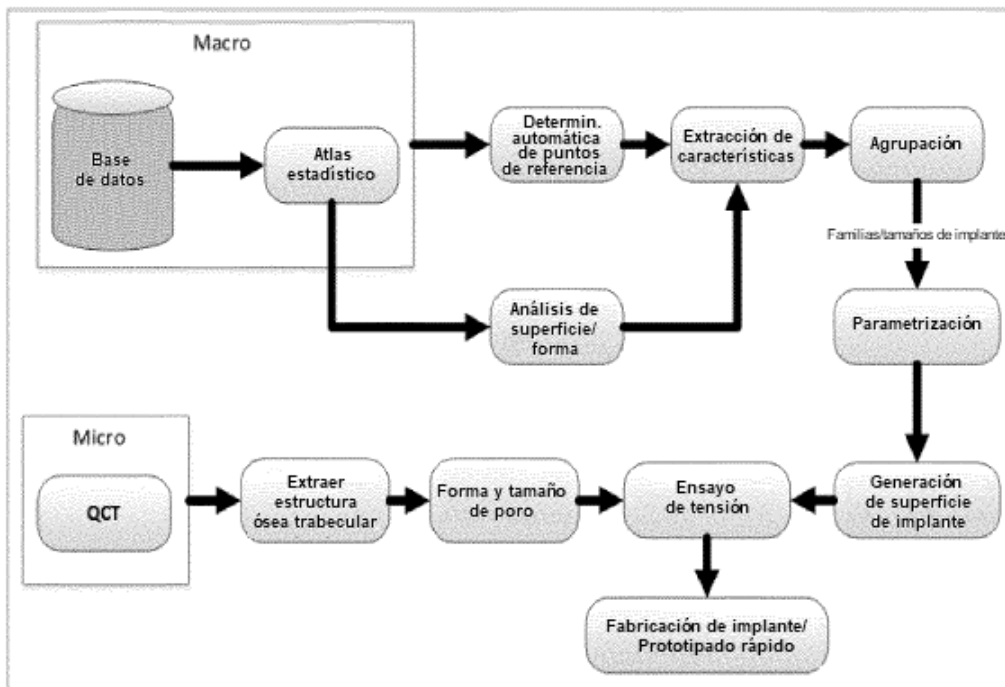 Macro
Base
de datos
Atlas
estadístico
Determin.
automática
de puntos
de referencia
Extracción de
características
Agrupación
Familias/tamaños de implante
Análisis de
superficie/
forma
Parametrización
Micro
QCT
Extraer
estructura
ósea trabecular
Forma y tamaño
de poro
Ensayo
de tensión
Generación
de superficie
de implante
Fabricación de implante/
Prototipado rápido